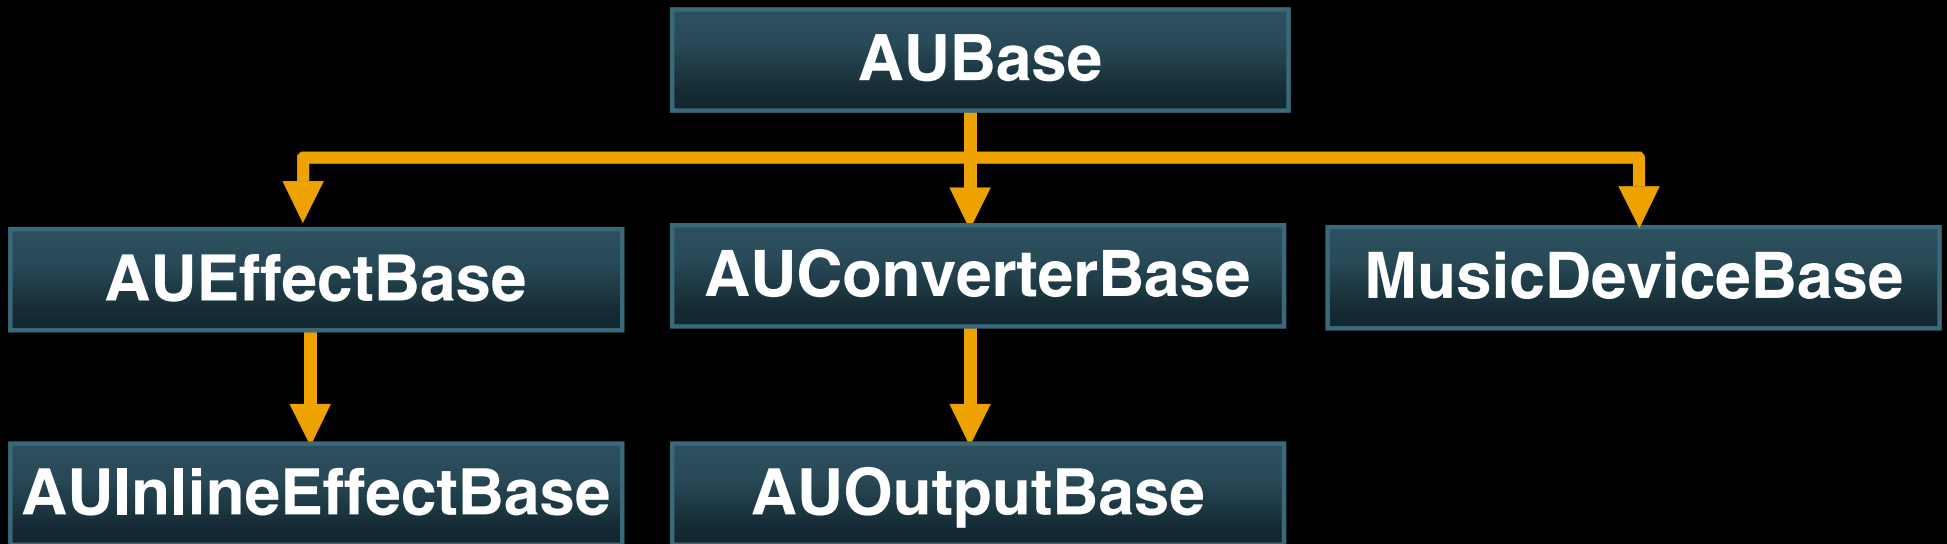 AUBase
AUEffectBase
AUConverterBase
MusicDeviceBase
AUInlineEffectBase
AUOutputBase